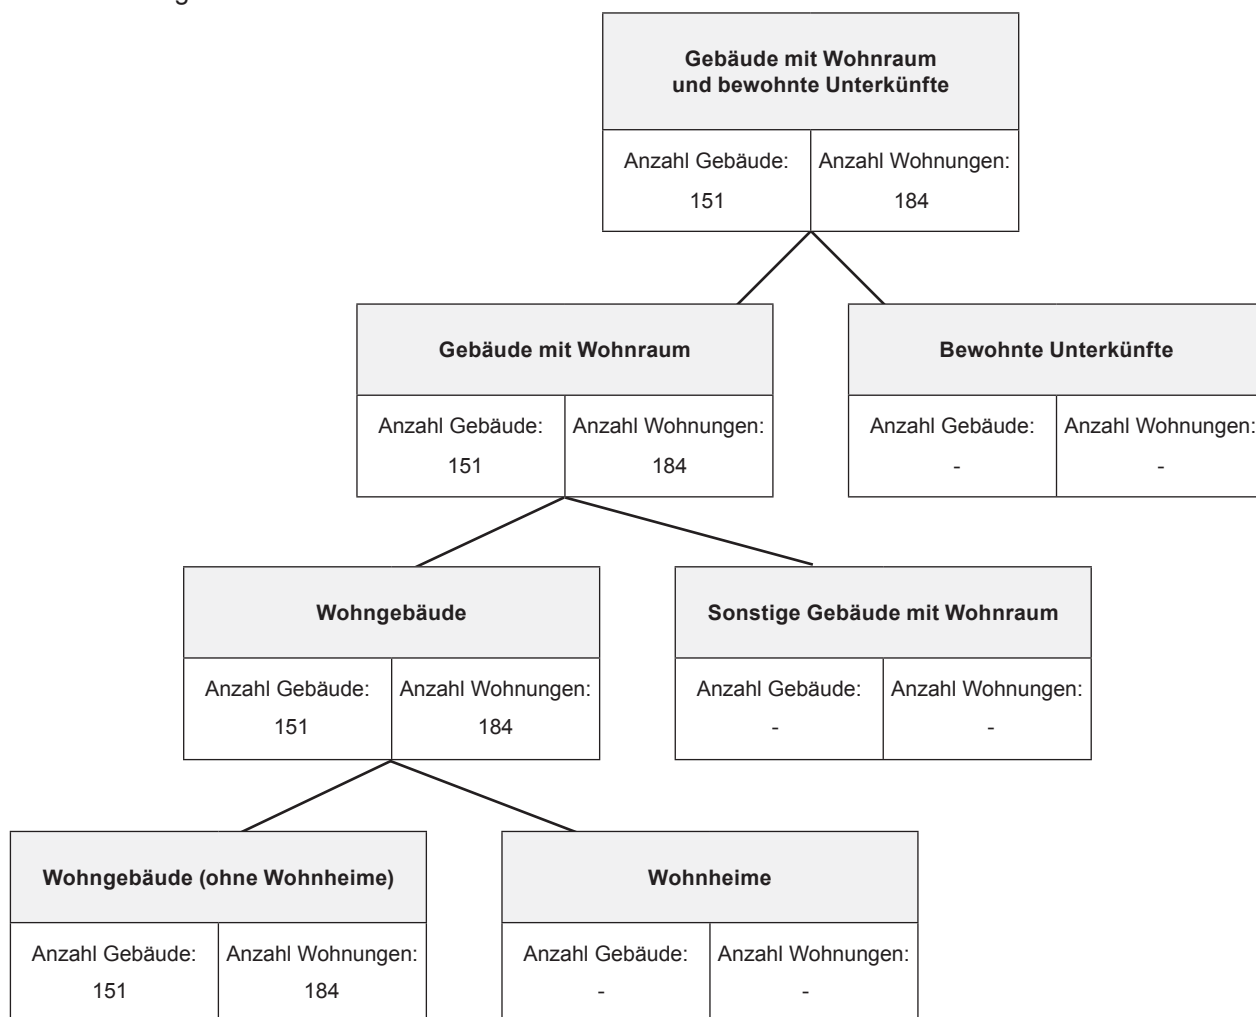 Gebäude mit Wohnraum
und bewohnte Unterkünfte
Anzahl Gebäude: Anzahl Wohnungen:
151 184
Gebäude mit Wohnraum
Anzahl Gebäude: Anzahl Wohnungen:
151 184
Bewohnte Unterkünfte
Anzahl Gebäude: Anzahl Wohnungen:
- -
Wohngebäude
Anzahl Gebäude: Anzahl Wohnungen:
151 184
Sonstige Gebäude mit Wohnraum
Anzahl Gebäude: Anzahl Wohnungen:
- -
Wohngebäude (ohne Wohnheime)
Anzahl Gebäude: Anzahl Wohnungen:
151 184
Wohnheime
Anzahl Gebäude: Anzahl Wohnungen:
- -